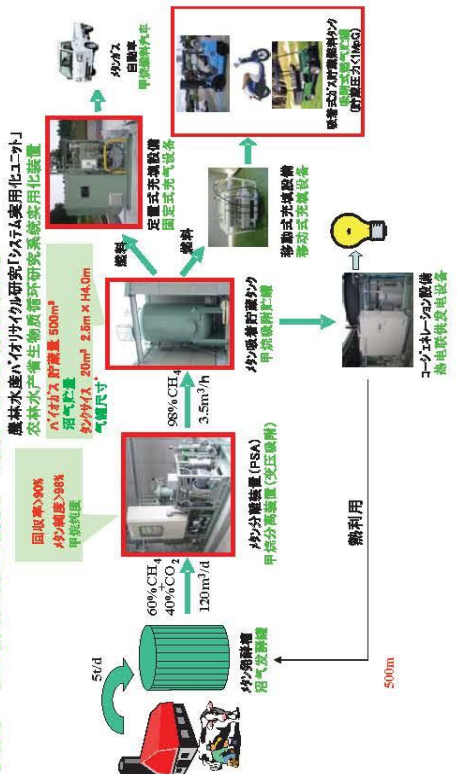 農林水産バイオリサイクル研究「システム実用化ユニット」
农林水产省生物质循环研究系统实用化装置
回収率>90%
メタン純度>98%
甲烷纯度
バイオガス貯蔵量 500m³
沼气贮量
タンクサイズ 20m³ 2.5m×H4.0m
气罐尺寸
5t/d
60%CH₄
+
40%CO₂
120m³/d
98%CH₄
3.5m³/h
燃料
燃料
メタン発酵槽
沼气发酵罐
メタン分離装置(PSA)
甲烷分离装置(变压吸附)
メタン吸着貯蔵タンク
甲烷吸附贮罐
定置式充填設備
固定式充气设备
メタンガス
自動車
甲烷燃料汽车
移動式充填設備
移动式充填设备
吸着式ガス貯蔵燃料タンク
吸附式燃气贮罐
(貯蔵圧力<1MpG)
コージェネレーション設備
热电联供发电设备
熱利用
500m